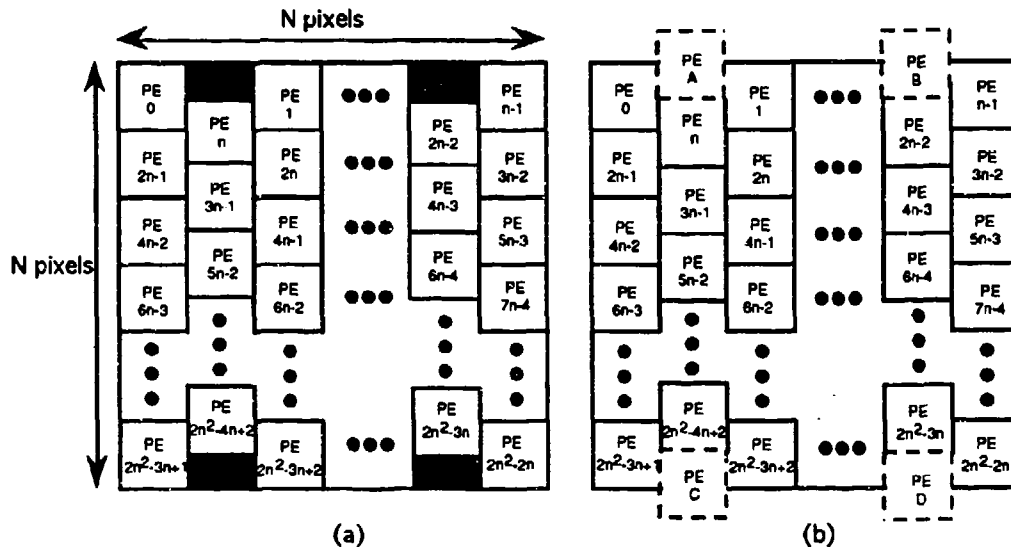 N pixels
N pixels
PE 0
PE 1
PE n-1
PE n
PE 2n-2
PE 2n-1
PE 2n
PE 3n-2
PE 3n-1
PE 4n-3
PE 4n-2
PE 4n-1
PE 5n-3
PE 5n-2
PE 6n-4
PE 6n-3
PE 6n-2
PE 7n-4
PE 2n²-4n+2
PE 2n²-3n
PE 2n²-3n+1
PE 2n²-3n+2
PE 2n²-2n
(a)
PE A
PE B
PE 0
PE 1
PE n-1
PE n
PE 2n-2
PE 2n-1
PE 2n
PE 3n-2
PE 3n-1
PE 4n-3
PE 4n-2
PE 4n-1
PE 5n-3
PE 5n-2
PE 6n-4
PE 6n-3
PE 6n-2
PE 7n-4
PE 2n²-4n+2
PE 2n²-3n
PE 2n²-3n+1
PE 2n²-3n+2
PE 2n²-2n
PE C
PE D
(b)